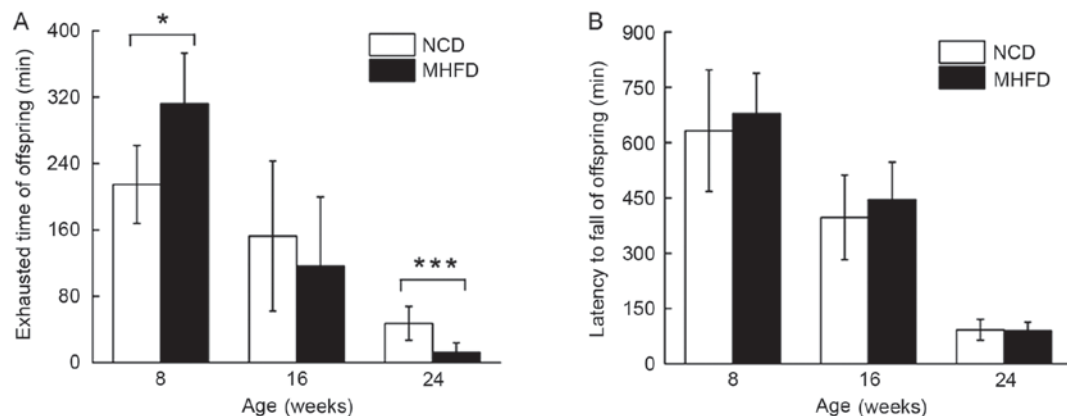 A
Exhausted time of offspring (min)
400
320
240
160
80
0
*
***
NCD
MHFD
8
16
24
Age (weeks)
B
Latency to fall of offspring (min)
900
750
600
450
300
150
0
NCD
MHFD
8
16
24
Age (weeks)